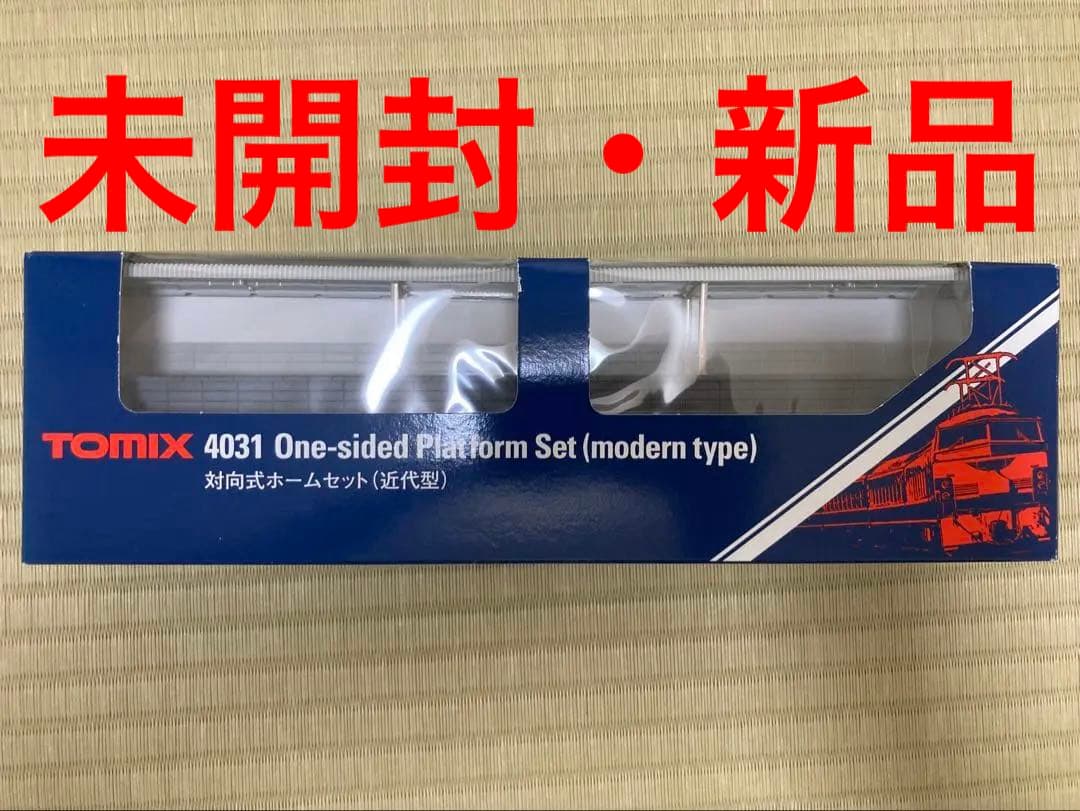 未開封・新品
TOMIX 4031 One-sided Platform Set (modern type)
対向式ホームセット(近代型)